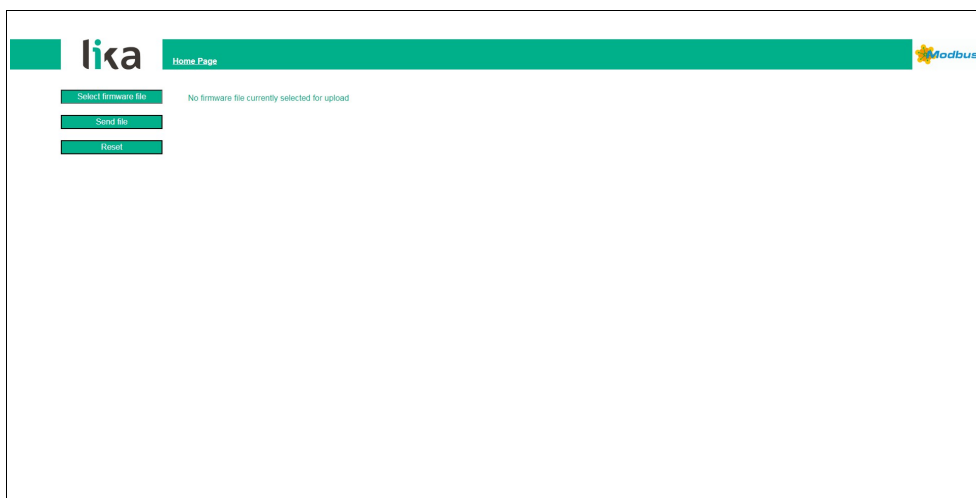 lika
Home Page
Modbus
Select firmware file
No firmware file currently selected for upload
Send file
Reset